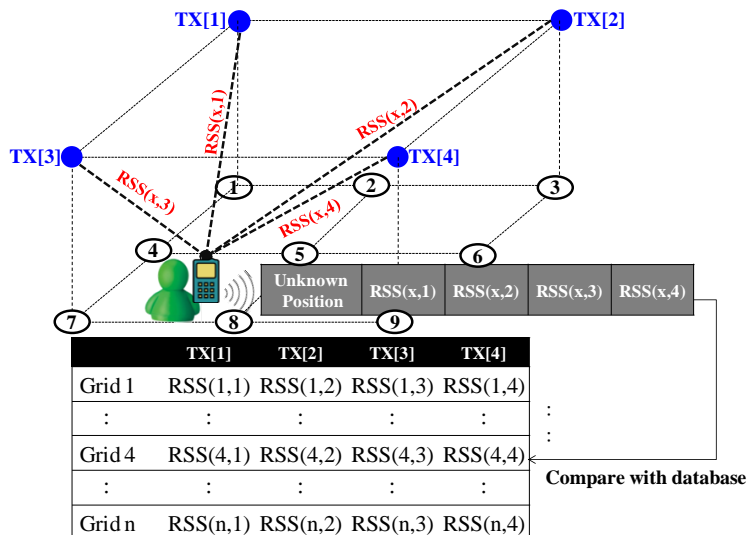 TX[1]
TX[2]
RSS(x,1)
RSS(x,2)
TX[3]
TX[4]
RSS(x,3)
RSS(x,4)
1
2
3
4
5
6
Unknown Position
RSS(x,1)
RSS(x,2)
RSS(x,3)
RSS(x,4)
7
8
9
TX[1] TX[2] TX[3] TX[4]
Grid 1 RSS(1,1) RSS(1,2) RSS(1,3) RSS(1,4)
: : : : :
:
:
Grid 4 RSS(4,1) RSS(4,2) RSS(4,3) RSS(4,4)
Compare with database
: : : : :
Grid n RSS(n,1) RSS(n,2) RSS(n,3) RSS(n,4)